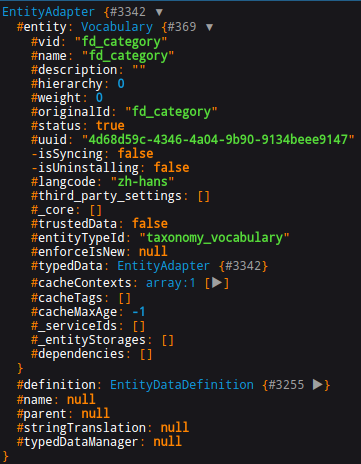 EntityAdapter {#3342 ▼
#entity: Vocabulary {#369 ▼
#vid: "fd_category"
#name: "fd_category"
#description: ""
#hierarchy: 0
#weight: 0
#originalId: "fd_category"
#status: true
#uuid: "4d68d59c-4346-4a04-9b90-9134beee9147"
-isSyncing: false
-isUninstalling: false
#langcode: "zh-hans"
#third_party_settings: []
#_core: []
#trustedData: false
#entityTypeId: "taxonomy_vocabulary"
#enforceIsNew: null
#typedData: EntityAdapter {#3342}
#cacheContexts: array:1 [▶]
#cacheTags: []
#cacheMaxAge: -1
#_serviceIds: []
#_entityStorages: []
#dependencies: []
}
#definition: EntityDataDefinition {#3255 ▶}
#name: null
#parent: null
#stringTranslation: null
#typedDataManager: null
}